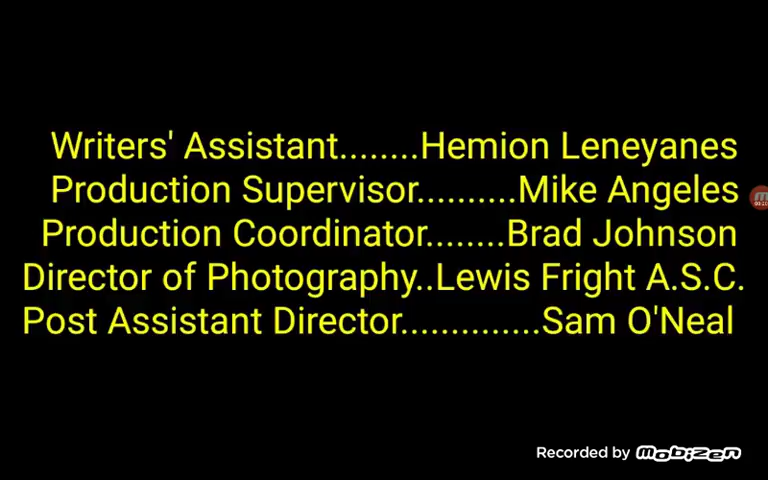 Writers' Assistant........Hemion Leneyanes
Production Supervisor..........Mike Angeles
Production Coordinator........Brad Johnson
Director of Photography..Lewis Fright A.S.C.
Post Assistant Director..............Sam O'Neal
Recorded by mobizen